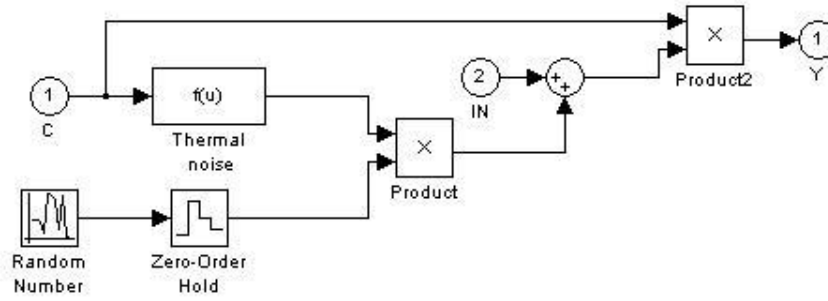 ×
Product2
1
Y
2
IN
+
+
1
C
f(u)
Thermal
noise
×
Product
Random
Number
Zero-Order
Hold